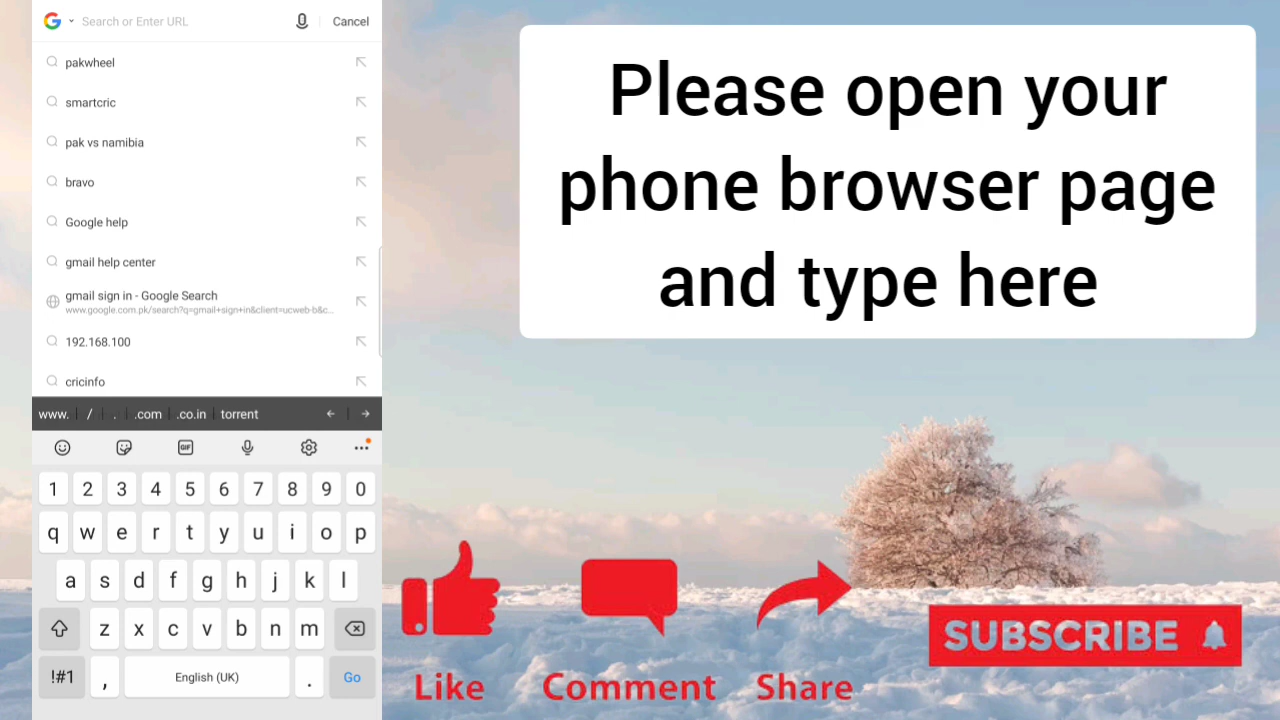 Search or Enter URL
Cancel
pakwheel
smartcric
pak vs namibia
bravo
Google help
gmail help center
gmail sign in - Google Search
www.google.com.pk/search?q=gmail+sign+in&client=ucweb-b&c...
192.168.100
cricinfo
www. / . .com .co.in torrent
GIF
1 2 3 4 5 6 7 8 9 0
q w e r t y u i o p
a s d f g h j k l
z x c v b n m
!#1 , English (UK) . Go
Please open your
phone browser page
and type here
Like
Comment
Share
SUBSCRIBE